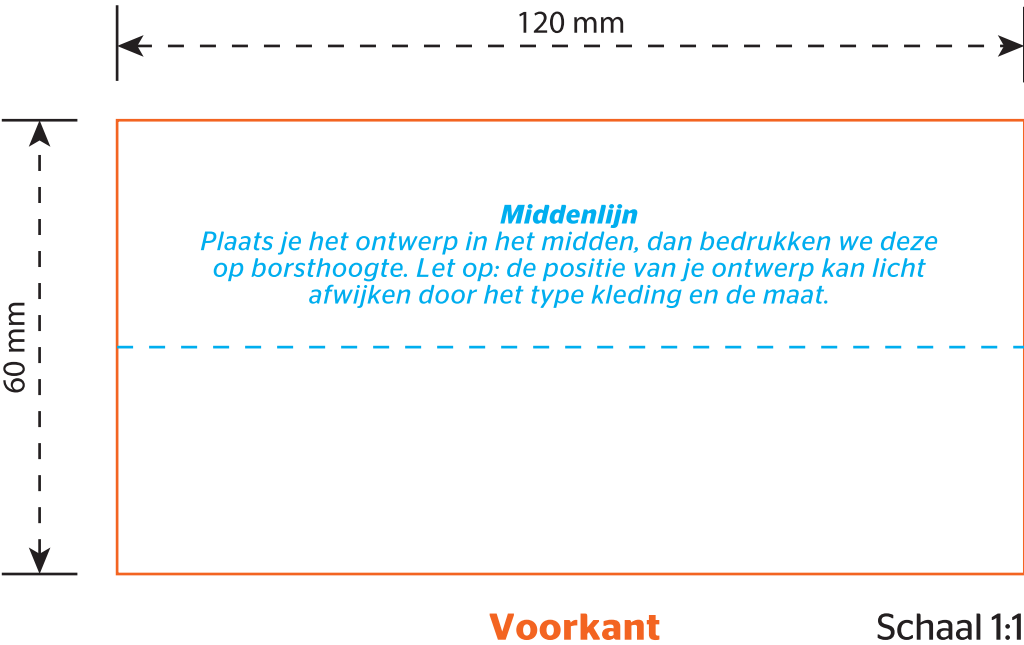 120 mm
60 mm
Middenlijn
Plaats je het ontwerp in het midden, dan bedrukken we deze
op borsthoogte. Let op: de positie van je ontwerp kan licht
afwijken door het type kleding en de maat.
Voorkant
Schaal 1:1